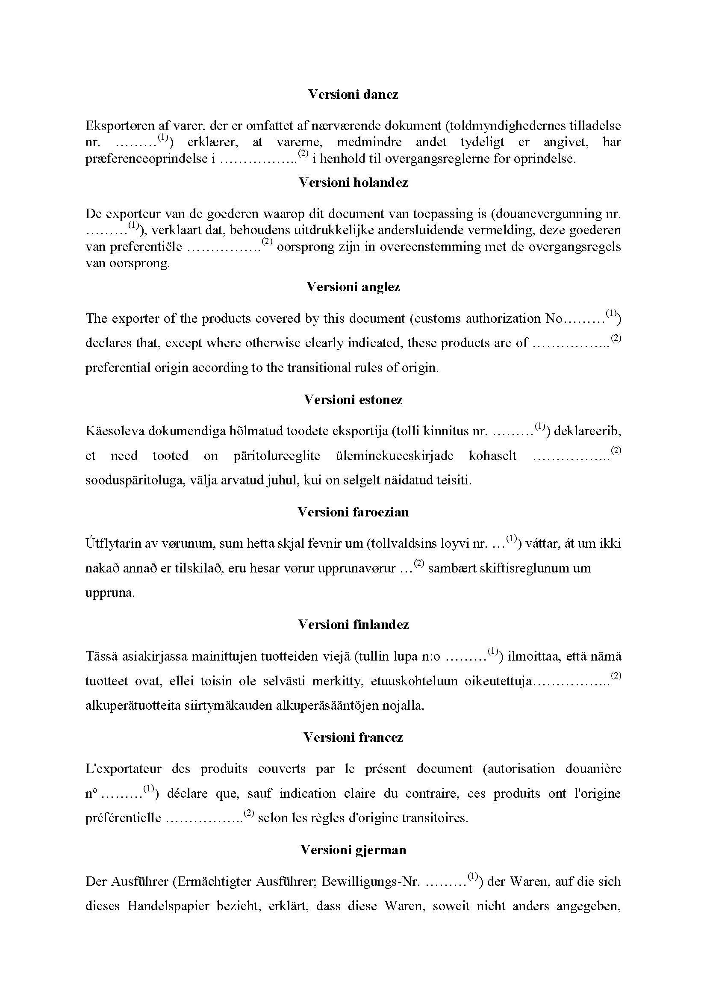 Versioni danez
Eksportøren af varer, der er omfattet af nærværende dokument (toldmyndighedernes tilladelse
nr. ………(1)) erklærer, at varerne, medmindre andet tydeligt er angivet, har
præferenceoprindelse i ……………..(2) i henhold til overgangsreglerne for oprindelse.
Versioni holandez
De exporteur van de goederen waarop dit document van toepassing is (douanevergunning nr.
………(1)), verklaart dat, behoudens uitdrukkelijke andersluidende vermelding, deze goederen
van preferentiële …………….(2) oorsprong zijn in overeenstemming met de overgangsregels
van oorsprong.
Versioni anglez
The exporter of the products covered by this document (customs authorization No………(1))
declares that, except where otherwise clearly indicated, these products are of ……………..(2)
preferential origin according to the transitional rules of origin.
Versioni estonez
Käesoleva dokumendiga hõlmatud toodete eksportija (tolli kinnitus nr. ………(1)) deklareerib,
et need tooted on päritolureeglite üleminekueeskirjade kohaselt ……………..(2)
sooduspäritoluga, välja arvatud juhul, kui on selgelt näidatud teisiti.
Versioni faroezian
Útflytarin av vørunum, sum hetta skjal fevnir um (tollvaldsins loyvi nr. …(1)) váttar, át um ikki
nakað annað er tilskilað, eru hesar vørur upprunavørur …(2) sambært skiftisreglunum um
uppruna.
Versioni finlandez
Tässä asiakirjassa mainittujen tuotteiden viejä (tullin lupa n:o ………(1)) ilmoittaa, että nämä
tuotteet ovat, ellei toisin ole selvästi merkitty, etuuskohteluun oikeutettuja……………..(2)
alkuperätuotteita siirtymäkauden alkuperäsääntöjen nojalla.
Versioni francez
L'exportateur des produits couverts par le présent document (autorisation douanière
nº ………(1)) déclare que, sauf indication claire du contraire, ces produits ont l'origine
préférentielle ……………..(2) selon les règles d'origine transitoires.
Versioni gjerman
Der Ausführer (Ermächtigter Ausführer; Bewilligungs-Nr. ………(1)) der Waren, auf die sich
dieses Handelspapier bezieht, erklärt, dass diese Waren, soweit nicht anders angegeben,